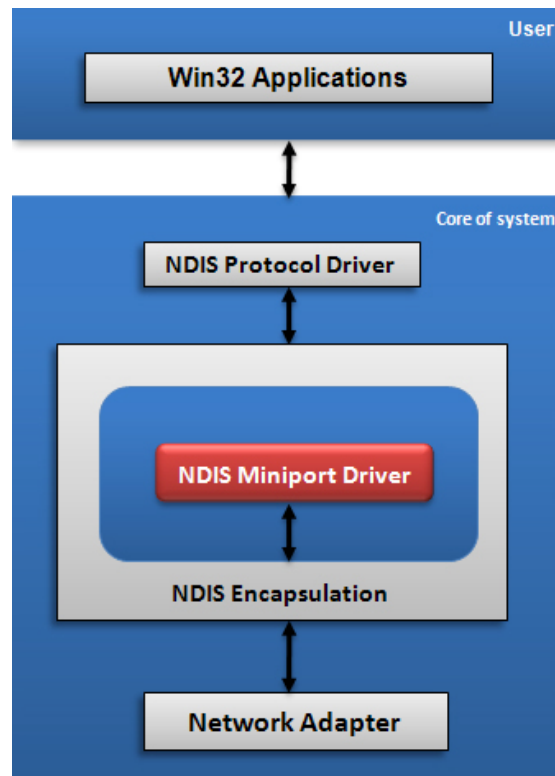 User
Win32 Applications
Core of system
NDIS Protocol Driver
NDIS Miniport Driver
NDIS Encapsulation
Network Adapter